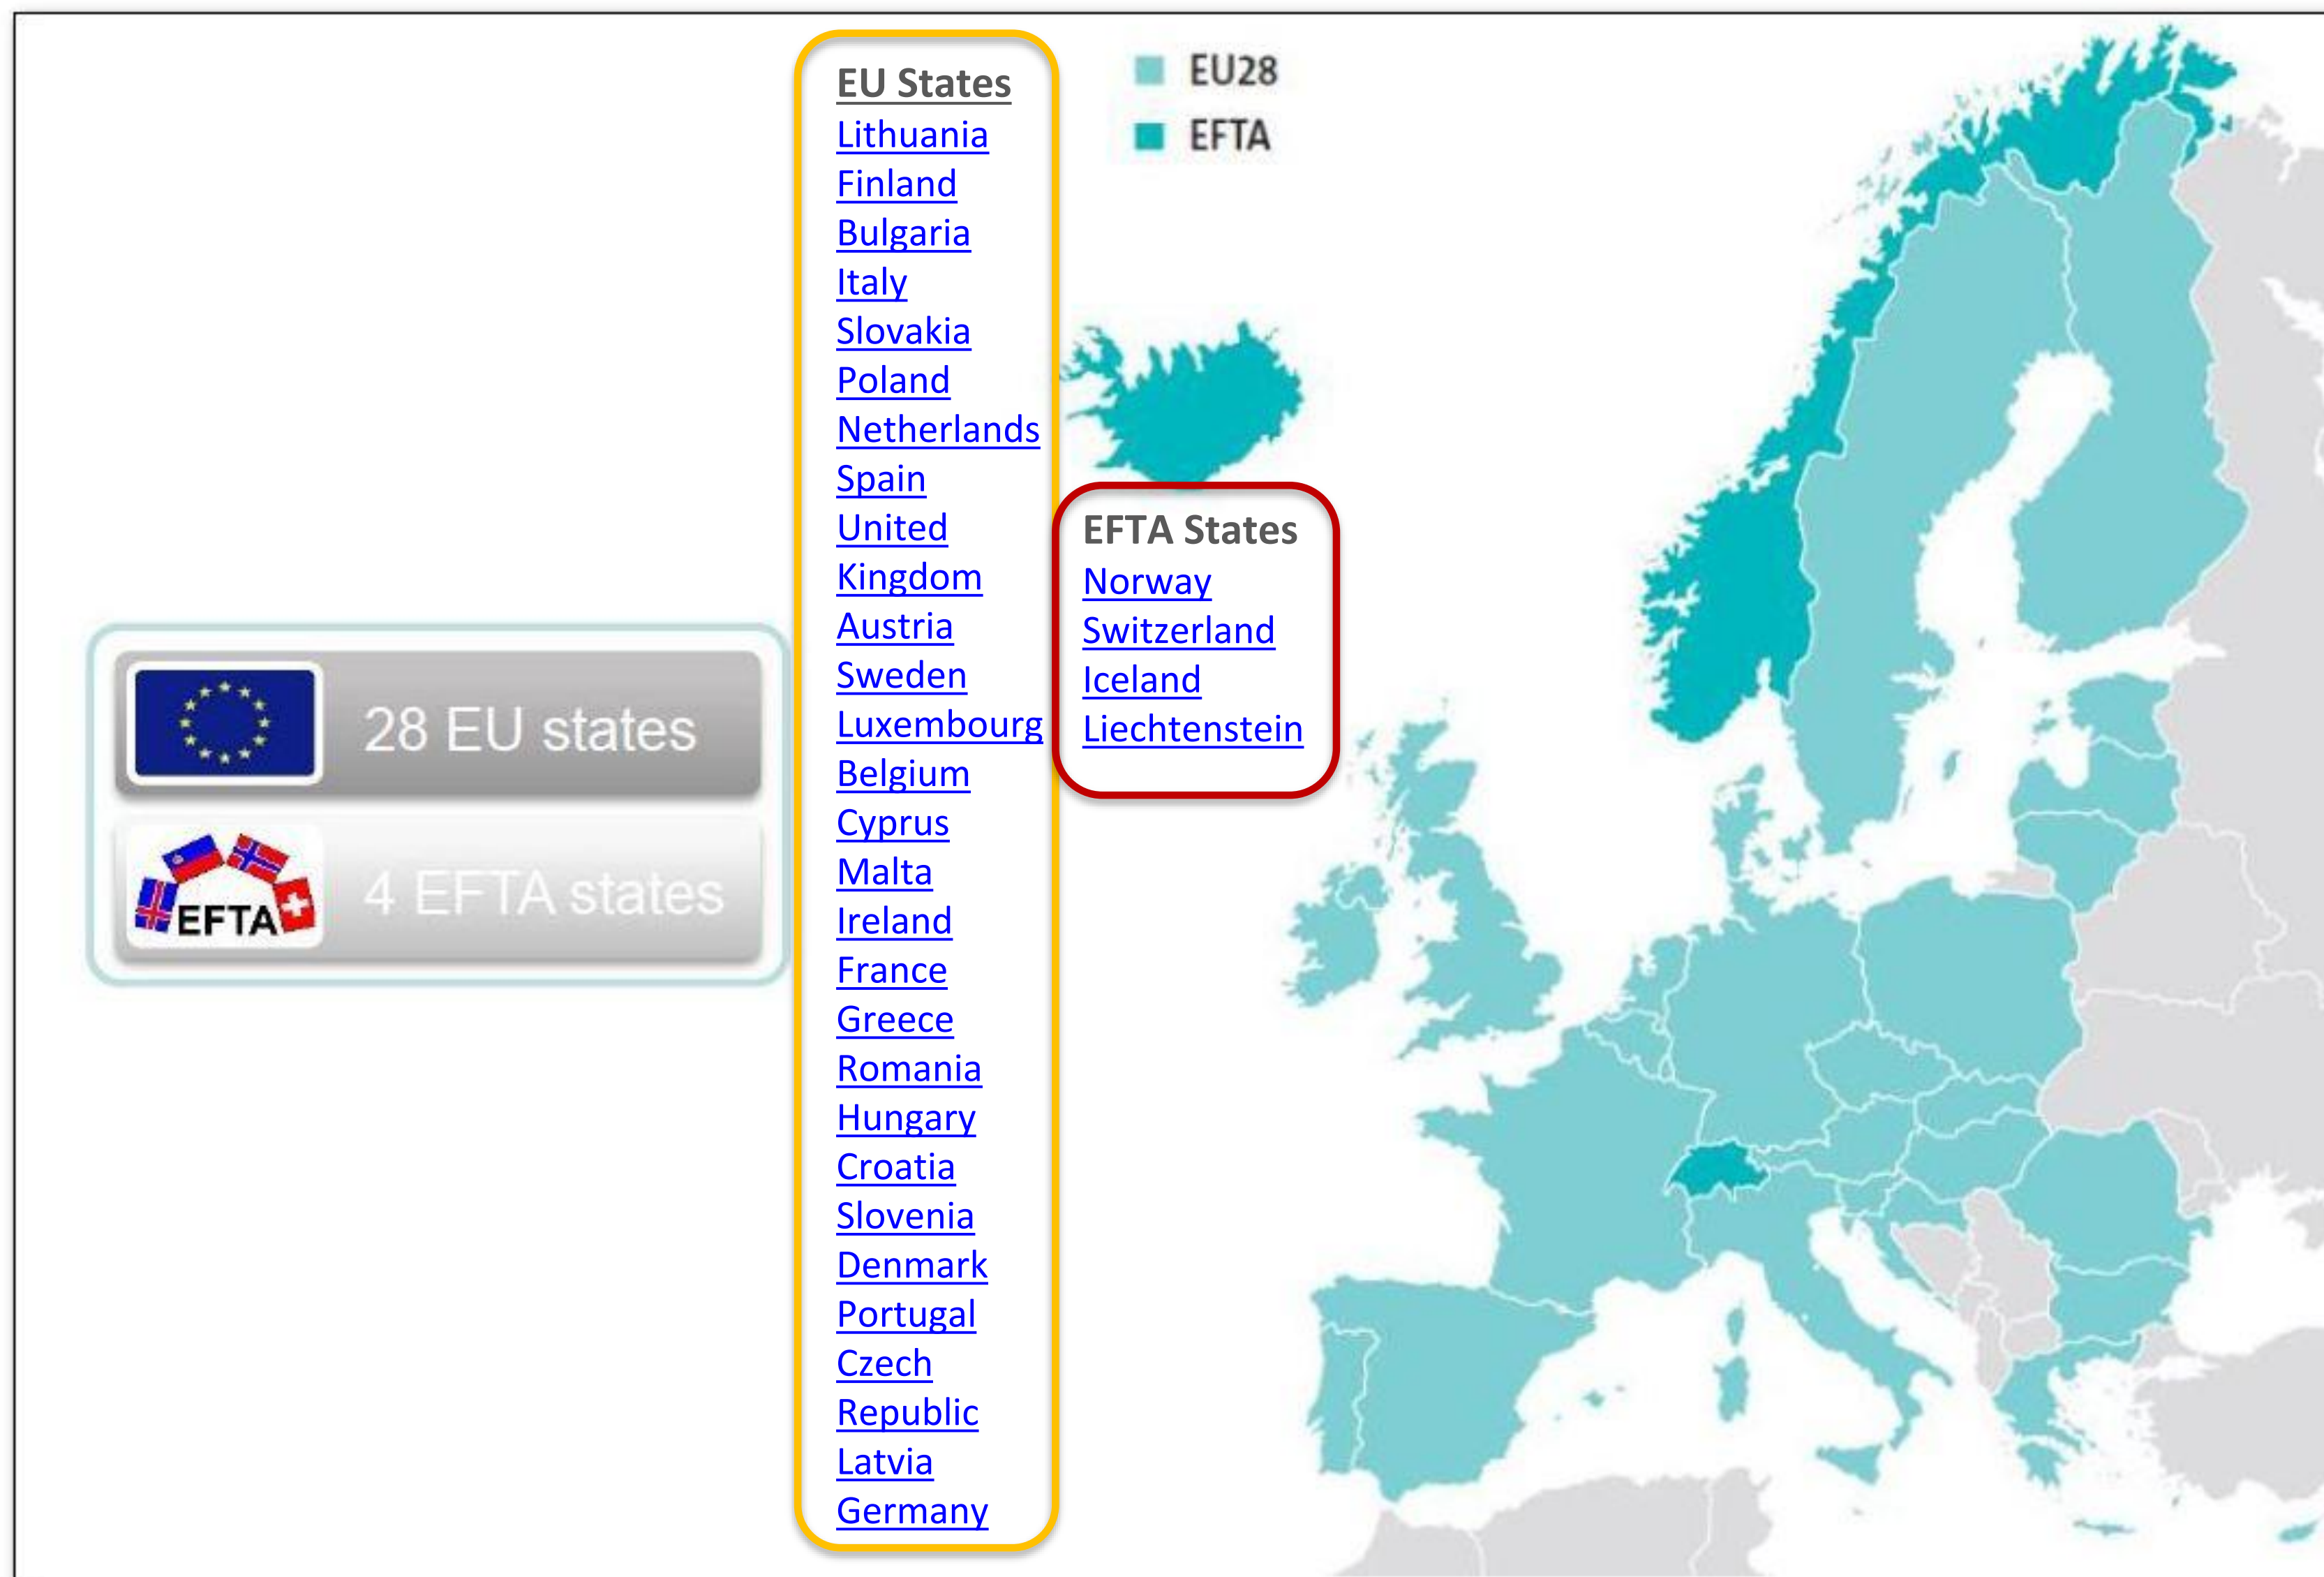 28 EU states
EFTA
4 EFTA states
EU States
Lithuania
Finland
Bulgaria
Italy
Slovakia
Poland
Netherlands
Spain
United
Kingdom
Austria
Sweden
Luxembourg
Belgium
Cyprus
Malta
Ireland
France
Greece
Romania
Hungary
Croatia
Slovenia
Denmark
Portugal
Czech
Republic
Latvia
Germany
EU28
EFTA
EFTA States
Norway
Switzerland
Iceland
Liechtenstein